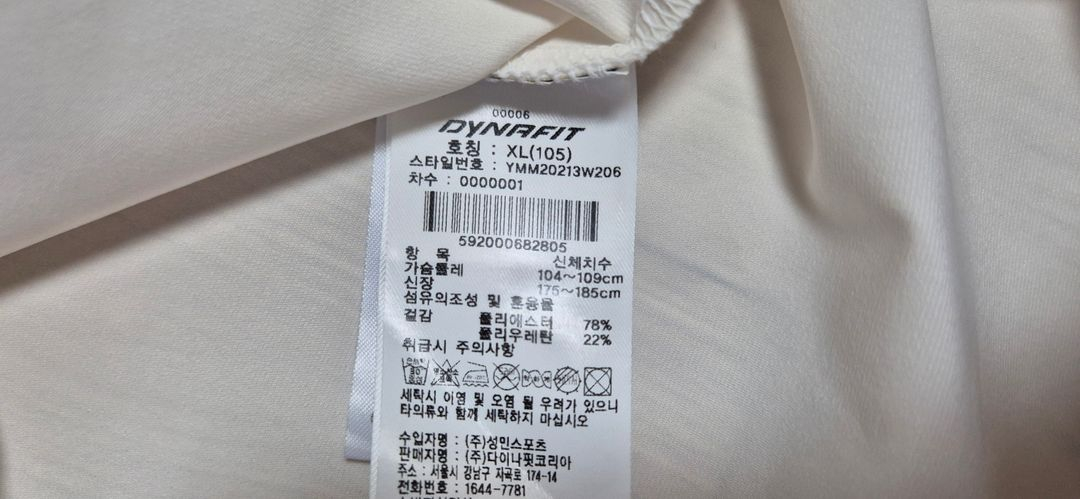 00006
DYNAFIT
호칭 : XL(105)
스타일번호 : YMM20213W206
차수 : 0000001
592000682805
항 목 신체치수
가슴둘레 104~109cm
신장 175~185cm
섬유의조성 및 혼용율
겉감 폴리에스터 78%
폴리우레탄 22%
취급시 주의사항
세탁시 이염 및 오염 될 우려가 있으니
타의류와 함께 세탁하지 마십시오
수입자명 : (주)성민스포츠
판매자명 : (주)다이나핏코리아
주소 : 서울시 강남구 자곡로 174-14
전화번호 : 1644-7781